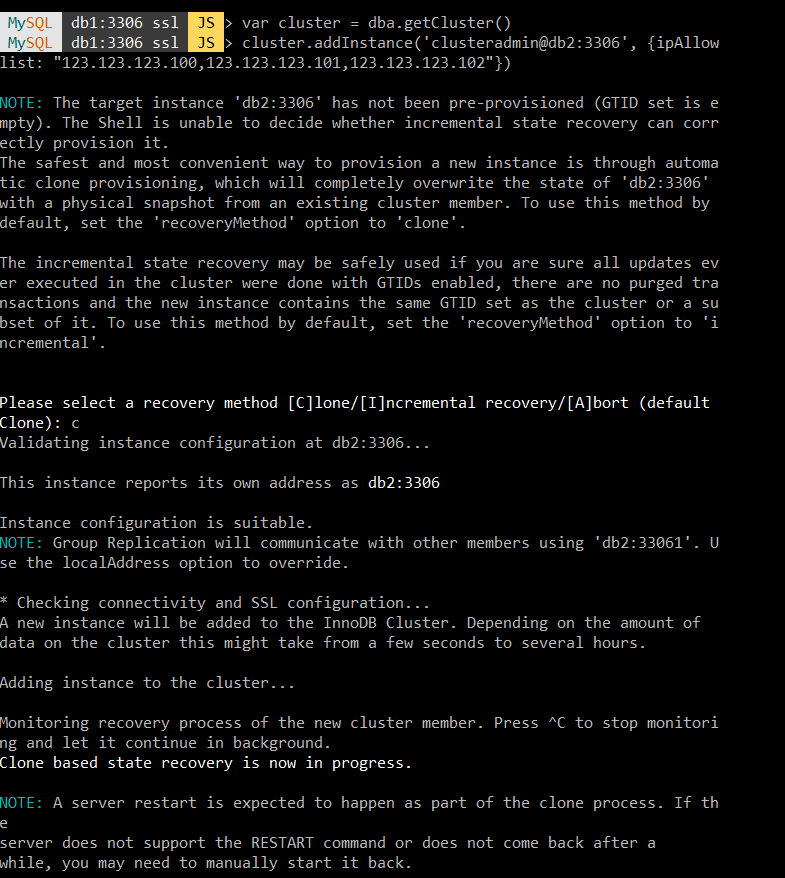 MySQL db1:3306 ssl JS > var cluster = dba.getCluster()
MySQL db1:3306 ssl JS > cluster.addInstance('clusteradmin@db2:3306', {ipAllow
list: "123.123.123.100,123.123.123.101,123.123.123.102"})
NOTE: The target instance 'db2:3306' has not been pre-provisioned (GTID set is e
mpty). The Shell is unable to decide whether incremental state recovery can corr
ectly provision it.
The safest and most convenient way to provision a new instance is through automa
tic clone provisioning, which will completely overwrite the state of 'db2:3306'
with a physical snapshot from an existing cluster member. To use this method by
default, set the 'recoveryMethod' option to 'clone'.
The incremental state recovery may be safely used if you are sure all updates ev
er executed in the cluster were done with GTIDs enabled, there are no purged tra
nsactions and the new instance contains the same GTID set as the cluster or a su
bset of it. To use this method by default, set the 'recoveryMethod' option to 'i
ncremental'.
Please select a recovery method [C]lone/[I]ncremental recovery/[A]bort (default
Clone): c
Validating instance configuration at db2:3306...
This instance reports its own address as db2:3306
Instance configuration is suitable.
NOTE: Group Replication will communicate with other members using 'db2:33061'. U
se the localAddress option to override.
* Checking connectivity and SSL configuration...
A new instance will be added to the InnoDB Cluster. Depending on the amount of
data on the cluster this might take from a few seconds to several hours.
Adding instance to the cluster...
Monitoring recovery process of the new cluster member. Press ^C to stop monitori
ng and let it continue in background.
Clone based state recovery is now in progress.
NOTE: A server restart is expected to happen as part of the clone process. If th
e
server does not support the RESTART command or does not come back after a
while, you may need to manually start it back.